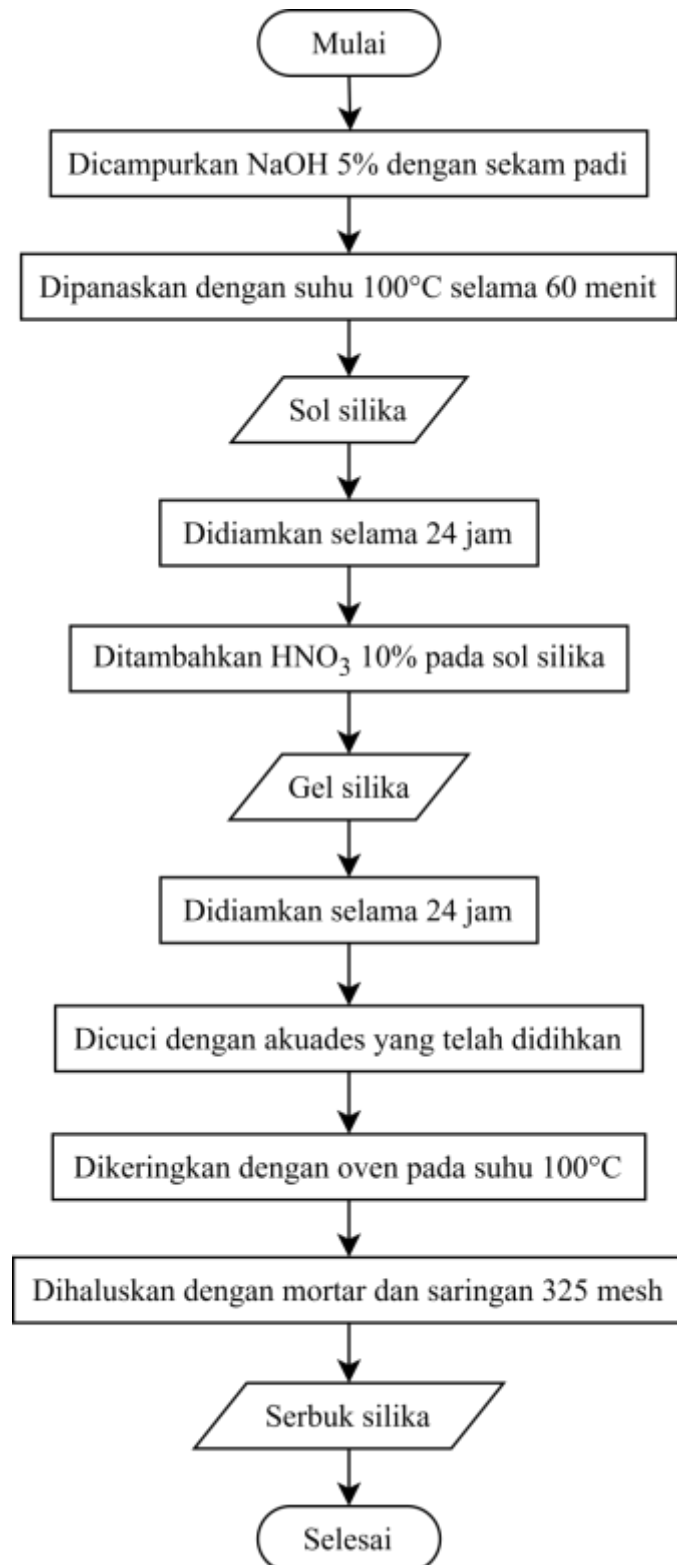 Mulai
Dicampurkan NaOH 5% dengan sekam padi
Dipanaskan dengan suhu 100°C selama 60 menit
Sol silika
Didiamkan selama 24 jam
Ditambahkan HNO₃ 10% pada sol silika
Gel silika
Didiamkan selama 24 jam
Dicuci dengan akuades yang telah didihkan
Dikeringkan dengan oven pada suhu 100°C
Dihaluskan dengan mortar dan saringan 325 mesh
Serbuk silika
Selesai